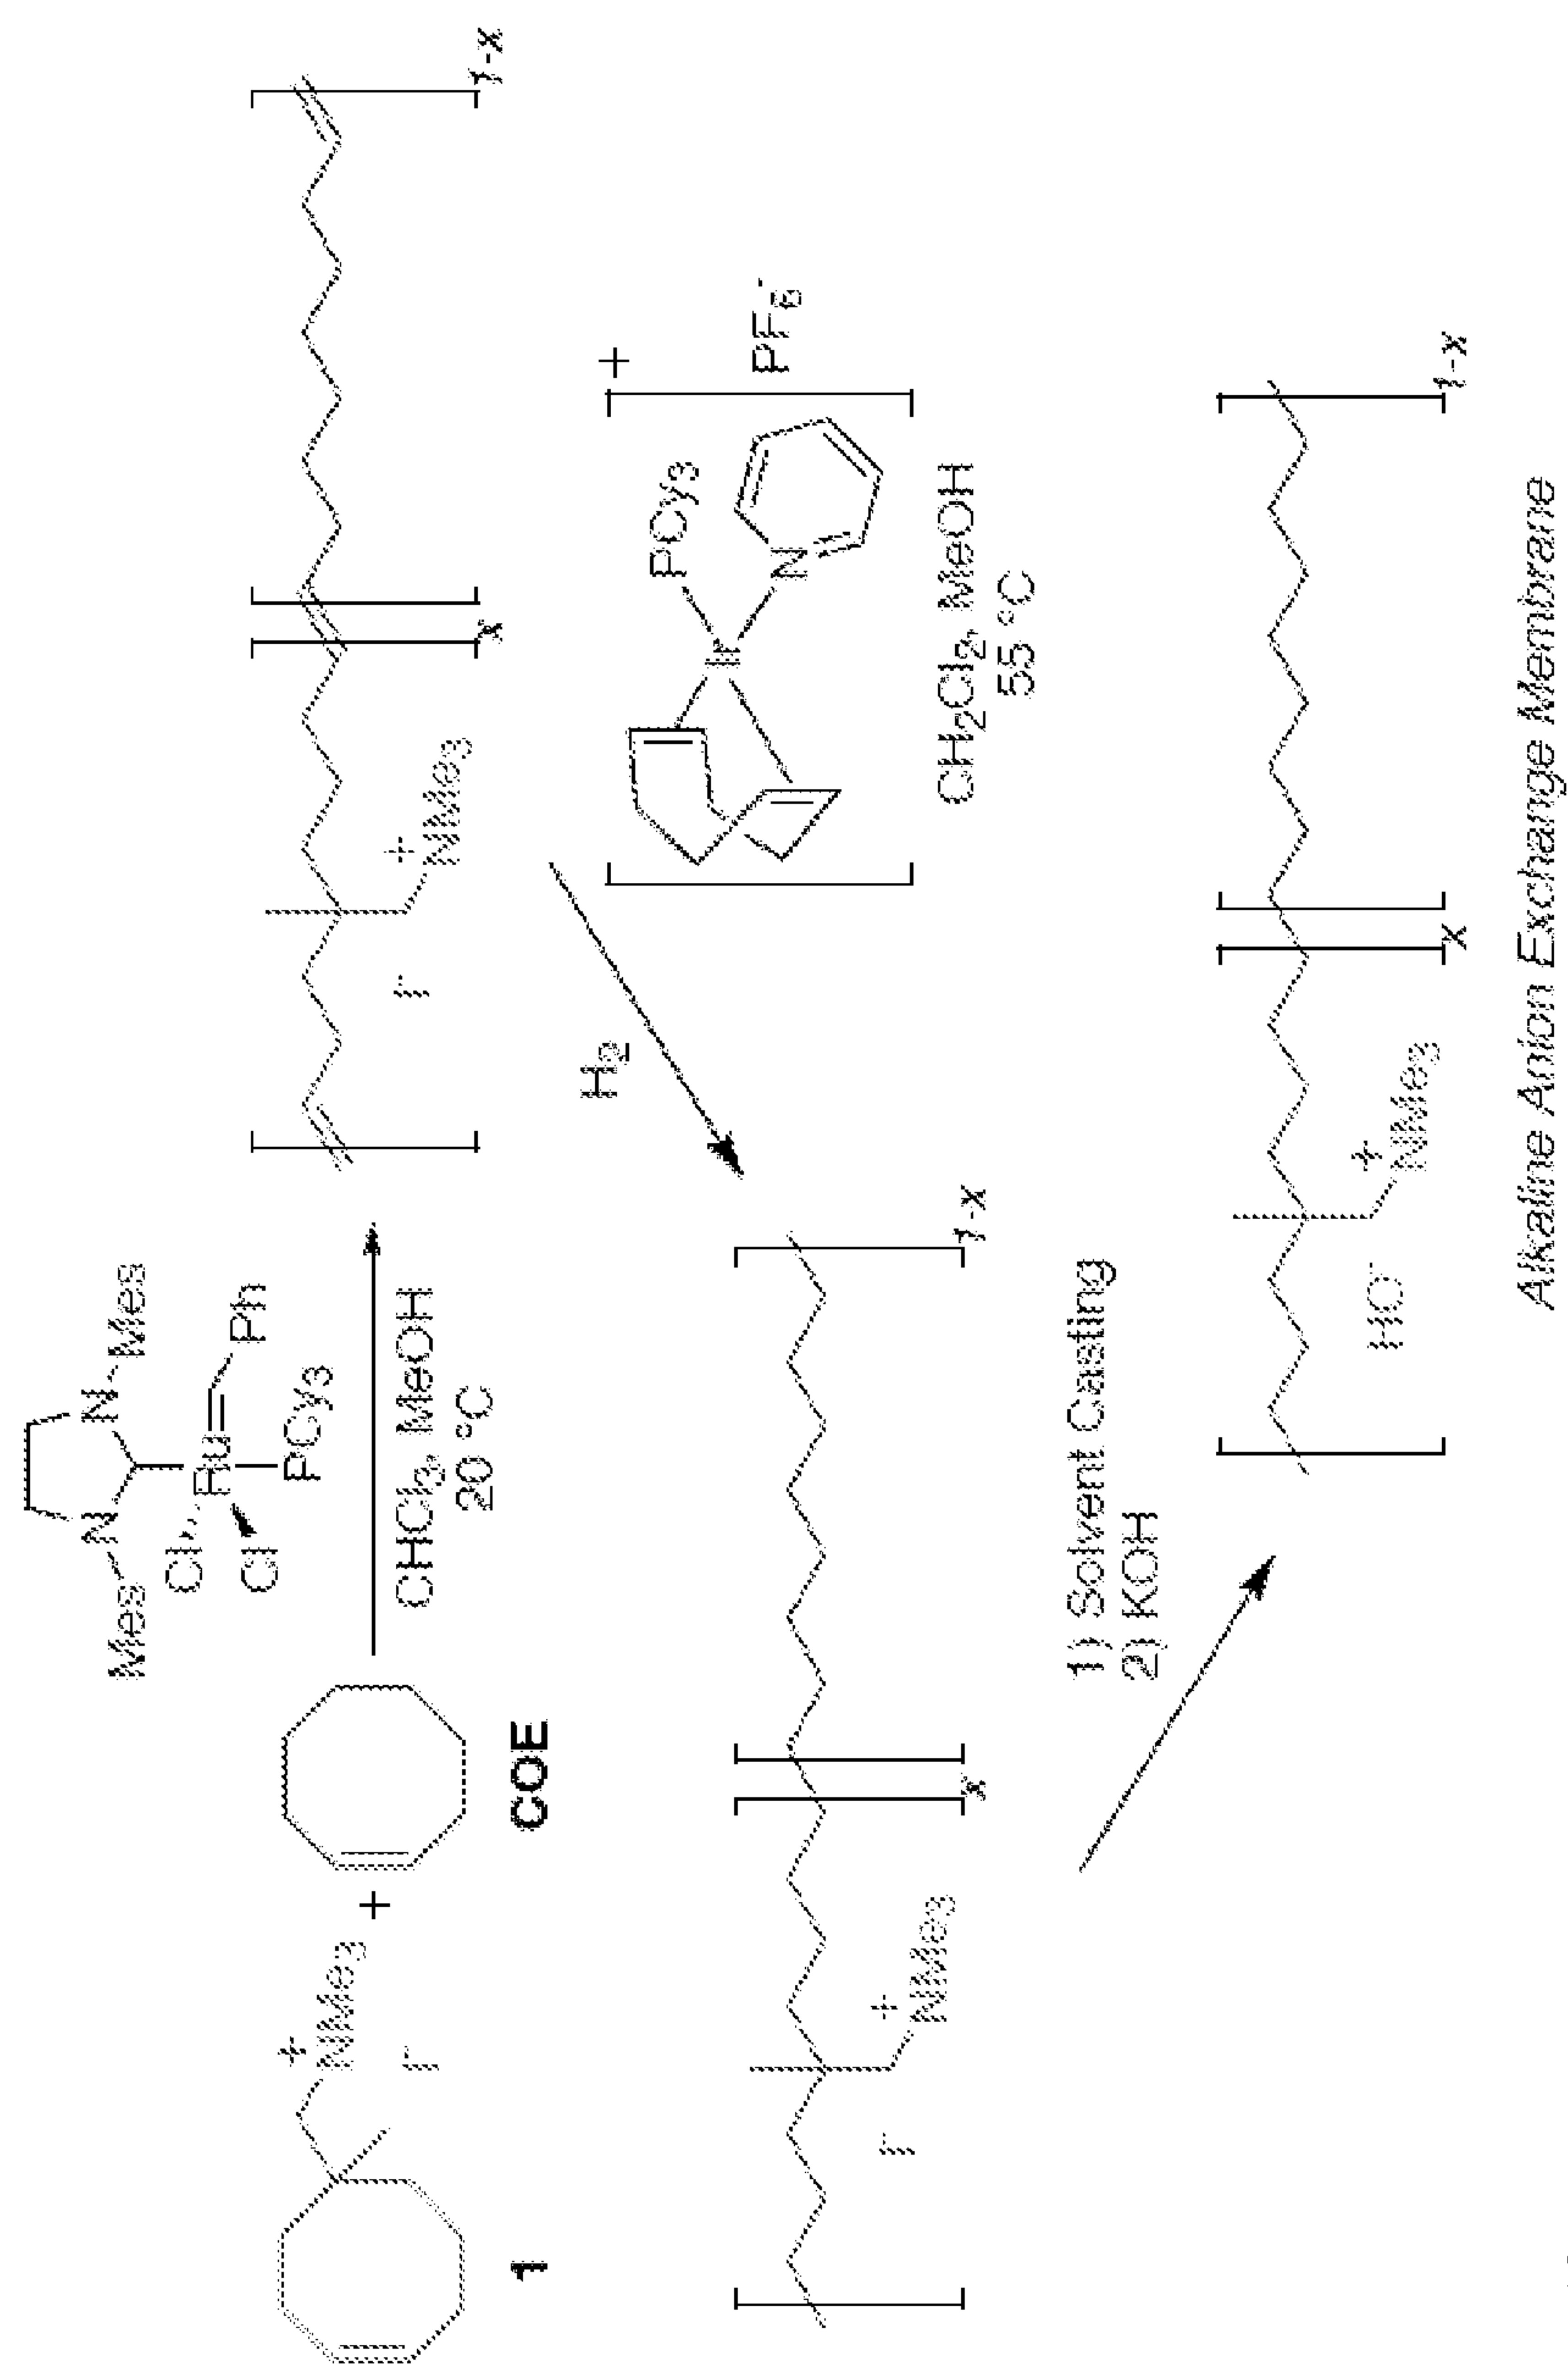 Mes
N
N
Mes
Cl
Ru
Ph
Cl
PCy3
+
NMe3
I-
1
+
COE
CHCl3, MeOH
20 °C
I-
+
NMe3
x
1-x
H2
+
PCy3
Ir
N
PF6-
CH2Cl2, MeOH
55 °C
I-
+
NMe3
x
1-x
1) Solvent Casting
2) KOH
HO-
+
NMe3
x
1-x
Alkaline Anion Exchange Membrane